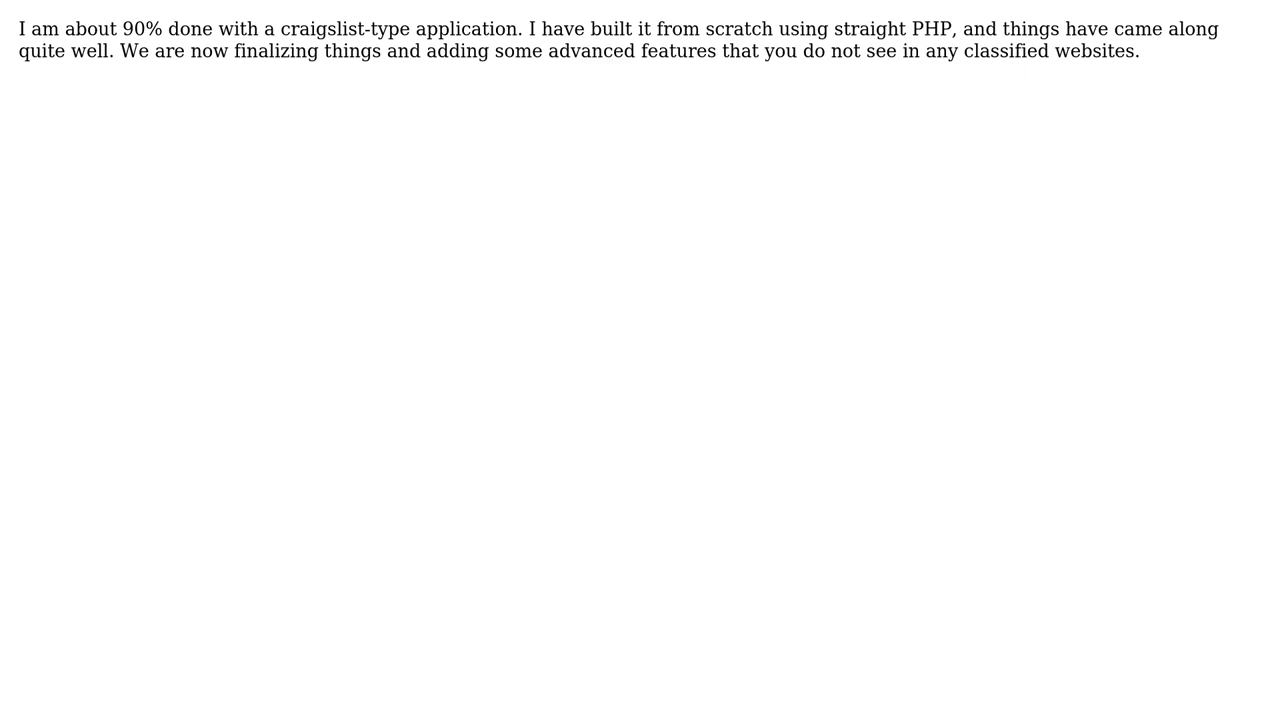 I am about 90% done with a craigslist-type application. I have built it from scratch using straight PHP, and things have came along
quite well. We are now finalizing things and adding some advanced features that you do not see in any classified websites.